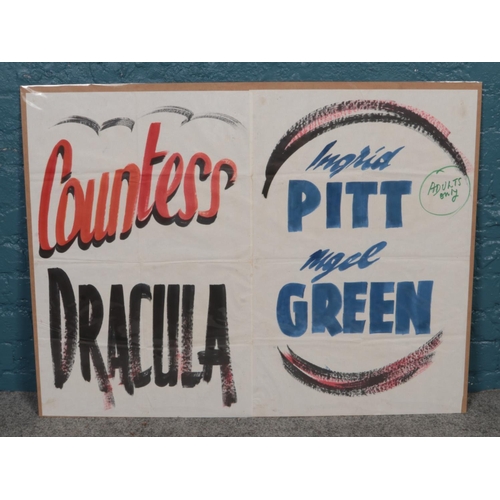 Countess
DRACULA
Ingrid
PITT
Nigel
GREEN
ADULTS
only